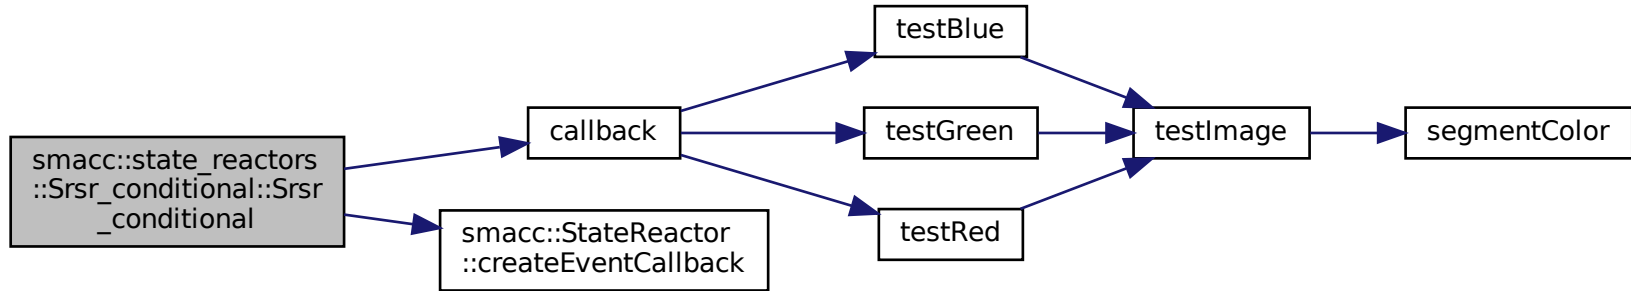 smacc::state_reactors
::Srsr_conditional::Srsr
_conditional
callback
smacc::StateReactor
::createEventCallback
testBlue
testGreen
testRed
testImage
segmentColor